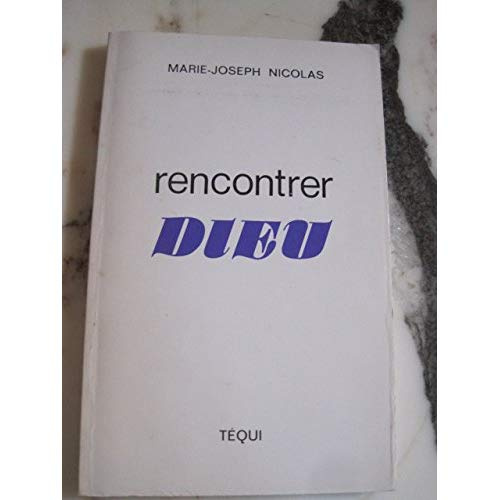 MARIE-JOSEPH NICOLAS
rencontrer
DIEU
TÉQUI